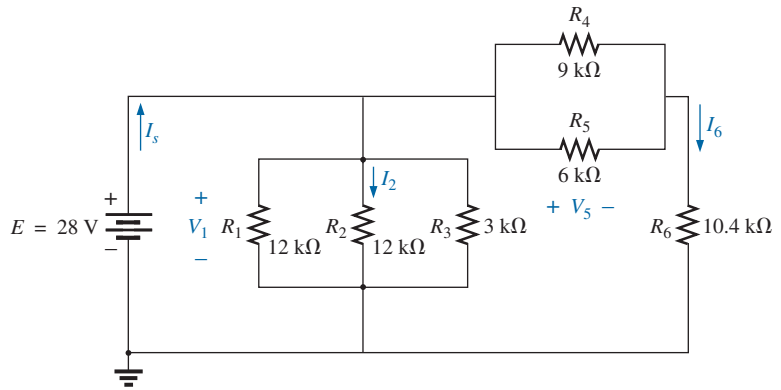 R4
9 kΩ
R5
6 kΩ
+ V5 −
Is
I6
I2
+
E = 28 V
−
+
V1
−
R1
12 kΩ
R2
12 kΩ
R3
3 kΩ
R6
10.4 kΩ